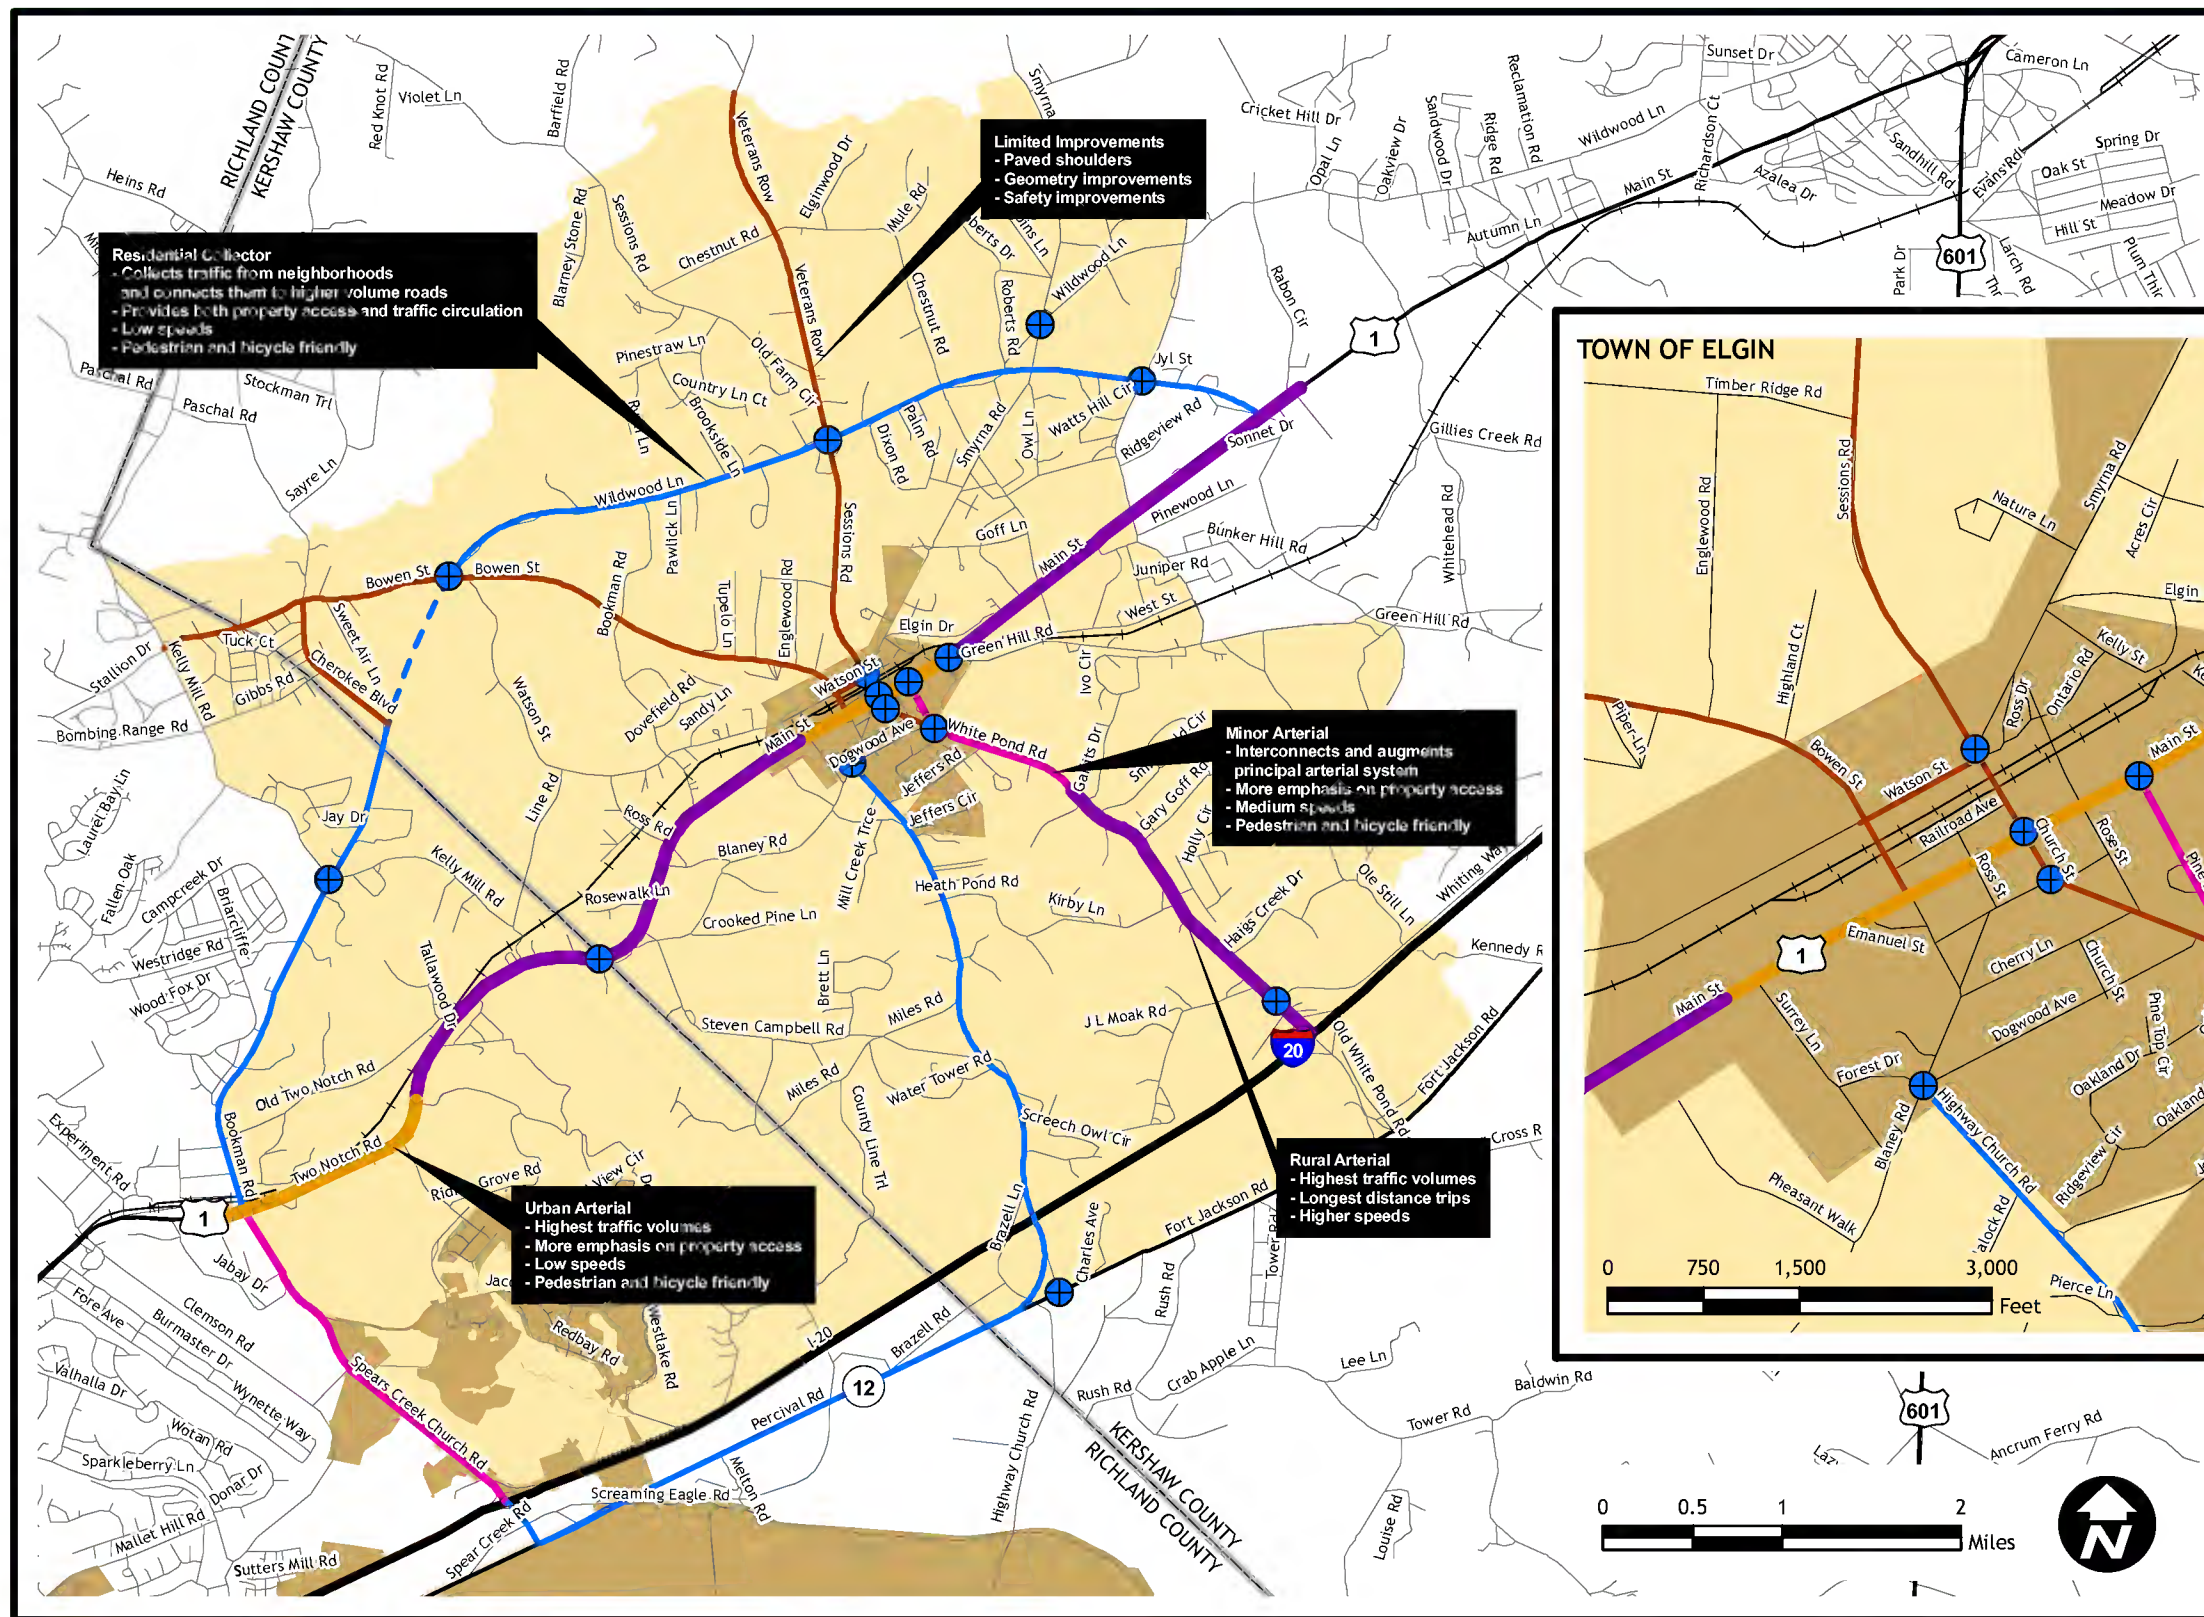 RICHLAND COUNT
KERSHAW COUNTY
Red Knot Rd
Violet Ln
Barfield Rd
Heins Rd
Blarney Stone Rd
Sessions Rd
Veterans Row
Elginwood Dr
Mule Rd
Chestnut Rd
Smyrna
Cricket Hill Dr
Opal Ln
Oakview Dr
Sandwood Dr
Ridge Rd
Reclamation Rd
Wildwood Ln
Richardson Ct
Sunset Dr
Cameron Ln
Sandhill Rd
Evans Rd
Spring Dr
Oak St
Meadow Dr
Hill St
Azalea Dr
Main St
Autumn Ln
Park Dr
601
Larch Rd
Thr
Plum Thic
Limited Improvements
- Paved shoulders
- Geometry improvements
- Safety improvements
Residential Collector
- Collects traffic from neighborhoods
and connects them to higher volume roads
- Provides both property access and traffic circulation
- Low speeds
- Pedestrian and bicycle friendly
Veterans Row
Chestnut Rd
Roberts Rd
Wildwood Ln
Rabon Cir
1
Jyl St
Paschal Rd
Stockman Trl
Paschal Rd
Sayre Ln
Pinestraw Ln
Country Ln Ct
Old Farm Cir
Brookside Ln
Wildwood Ln
Pawlick Ln
Dixon Rd
Palm Rd
Smyrna Rd
Owl Ln
Watts Hill Cir
Ridgeview Rd
Sonnet Dr
Gillies Creek Rd
Pinewood Ln
Goff Ln
Main St
Bunker Hill Rd
Whitehead Rd
Juniper Rd
West St
Green Hill Rd
Sessions Rd
Bowen St
Bowen St
Bookman Rd
Tupelo Ln
Englewood Rd
Elgin Dr
Green Hill Rd
Sweet Air Ln
Tuck Ct
Stallion Dr
Kelly Mill Rd
Gibbs Rd
Cherokee Blvd
Bombing Range Rd
Watson St
Dovefield Rd
Sandy Ln
Watson St
Main St
Dogwood Ave
White Pond Rd
Ivo Cir
Jeffers Rd
Jeffers Cir
Gary Goff Rd
Holly Cir
Minor Arterial
- Interconnects and augments
principal arterial system
- More emphasis on property access
- Medium speeds
- Pedestrian and bicycle friendly
Laurel Bay Ln
Jay Dr
Line Rd
Ross Rd
Blaney Rd
Mill Creek Trce
Fallen Oak
Campcreek Dr
Briarcliffe
Kelly Mill Rd
Rosewalk Ln
Crooked Pine Ln
Heath Pond Rd
Kirby Ln
Haigs Creek Dr
Ole Still Ln
Whiting Way
Kennedy R
Westridge Rd
Wood Fox Dr
Tallawood Dr
Brett Ln
Steven Campbell Rd
Miles Rd
J L Moak Rd
20
Old White Pond Rd
Fort Jackson Rd
Old Two Notch Rd
Miles Rd
Water Tower Rd
County Line Trl
Screech Owl Cir
Cross R
Experiment Rd
Bookman Rd
Two Notch Rd
Grove Rd
View Cir
1
Urban Arterial
- Highest traffic volumes
- More emphasis on property access
- Low speeds
- Pedestrian and bicycle friendly
Rural Arterial
- Highest traffic volumes
- Longest distance trips
- Higher speeds
Brazell Ln
Charles Ave
Fort Jackson Rd
Tower Rd
Rush Rd
Jabay Dr
Fore Ave
Clemson Rd
Burmaster Dr
Wynette Way
Valhalla Dr
Wotan Rd
Sparkleberry Ln
Donar Dr
Mallet Hill Rd
Sutters Mill Rd
Spears Creek Church Rd
Redbay Rd
Westlake Rd
I-20
Percival Rd
12
Brazell Rd
Screaming Eagle Rd
Melton Rd
Spear Creek Rd
Highway Church Rd
Rush Rd
Crab Apple Ln
Lee Ln
Tower Rd
Baldwin Rd
Louise Rd
KERSHAW COUNTY
RICHLAND COUNTY
601
Ancrum Ferry Rd
0 0.5 1 2
Miles
N
TOWN OF ELGIN
Timber Ridge Rd
Englewood Rd
Sessions Rd
Smyrna Rd
Nature Ln
Acres Cir
Elgin
Highland Ct
Kelly St
Ross Dr
Ontario Rd
Piper Ln
Bowen St
Watson St
Railroad Ave
Main St
Church St
Rose St
Ross St
Pine
Emanuel St
1
Main St
Cherry Ln
Church St
Surrey Ln
Dogwood Ave
Pine Top Cir
Forest Dr
Oakland Dr
Oakland
Blaney Rd
Highway Church Rd
Ridgeview Cir
Pheasant Walk
alock Rd
Pierce Ln
0 750 1,500 3,000
Feet